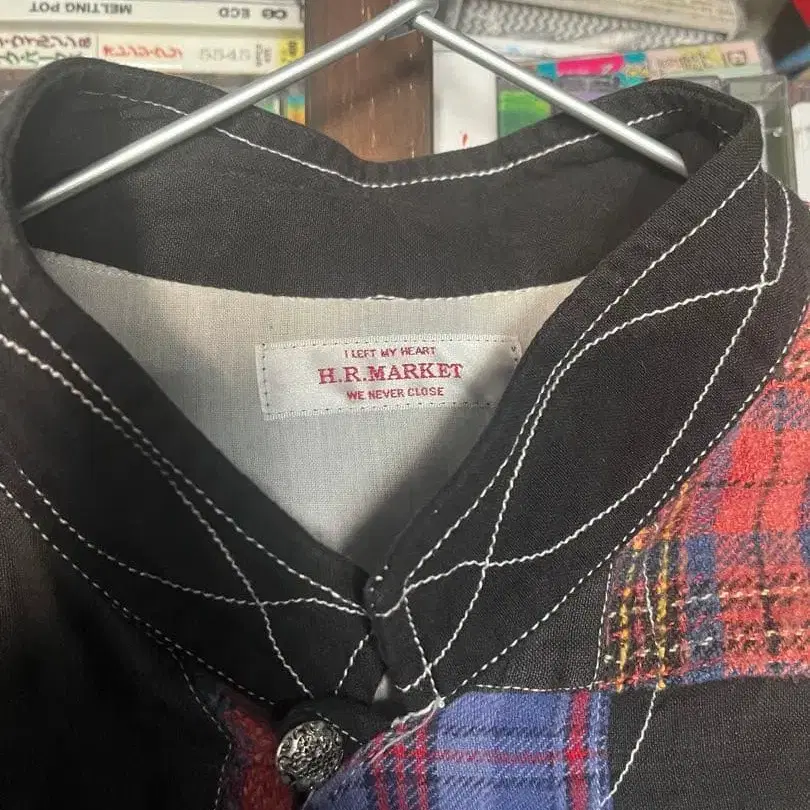 MELTING POT
ECD
5545
I LEFT MY HEART
H.R.MARKET
WE NEVER CLOSE